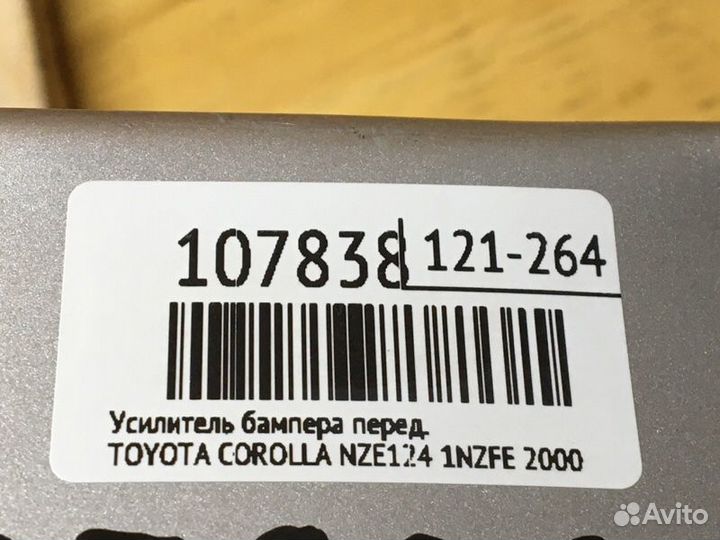 107838 121-264
Усилитель бампера перед.
TOYOTA COROLLA NZE124 1NZFE 2000
Avito